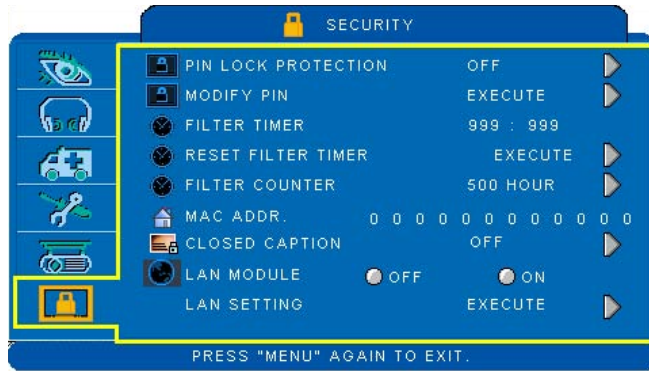 SECURITY
PIN LOCK PROTECTION OFF
MODIFY PIN EXECUTE
FILTER TIMER 999 : 999
RESET FILTER TIMER EXECUTE
FILTER COUNTER 500 HOUR
MAC ADDR. 0 0 0 0 0 0 0 0 0 0 0 0
CLOSED CAPTION OFF
LAN MODULE OFF ON
LAN SETTING EXECUTE
PRESS "MENU" AGAIN TO EXIT.